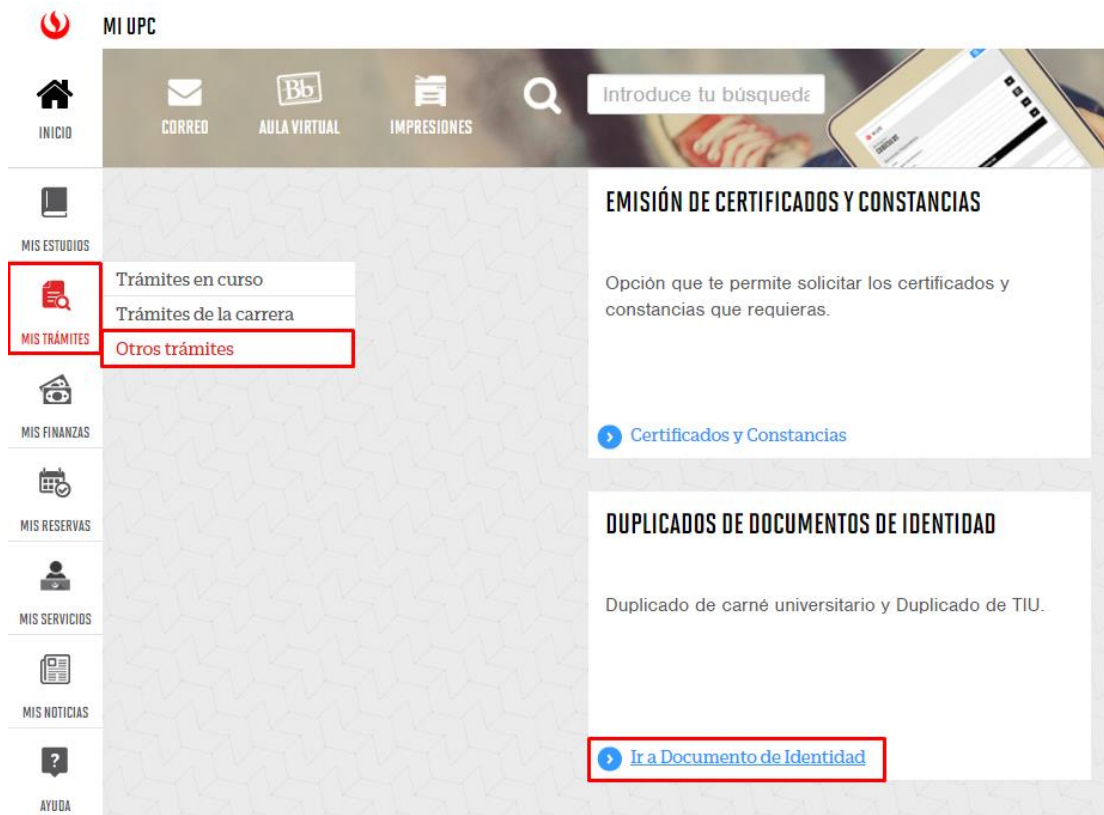 MI UPC
INICIO
CORREO
Bb
AULA VIRTUAL
IMPRESIONES
Introduce tu búsqueda
MIS ESTUDIOS
MIS TRÁMITES
Trámites en curso
Trámites de la carrera
Otros trámites
MIS FINANZAS
MIS RESERVAS
MIS SERVICIOS
MIS NOTICIAS
?
AYUDA
EMISIÓN DE CERTIFICADOS Y CONSTANCIAS
Opción que te permite solicitar los certificados y
constancias que requieras.
Certificados y Constancias
DUPLICADOS DE DOCUMENTOS DE IDENTIDAD
Duplicado de carné universitario y Duplicado de TIU.
Ir a Documento de Identidad